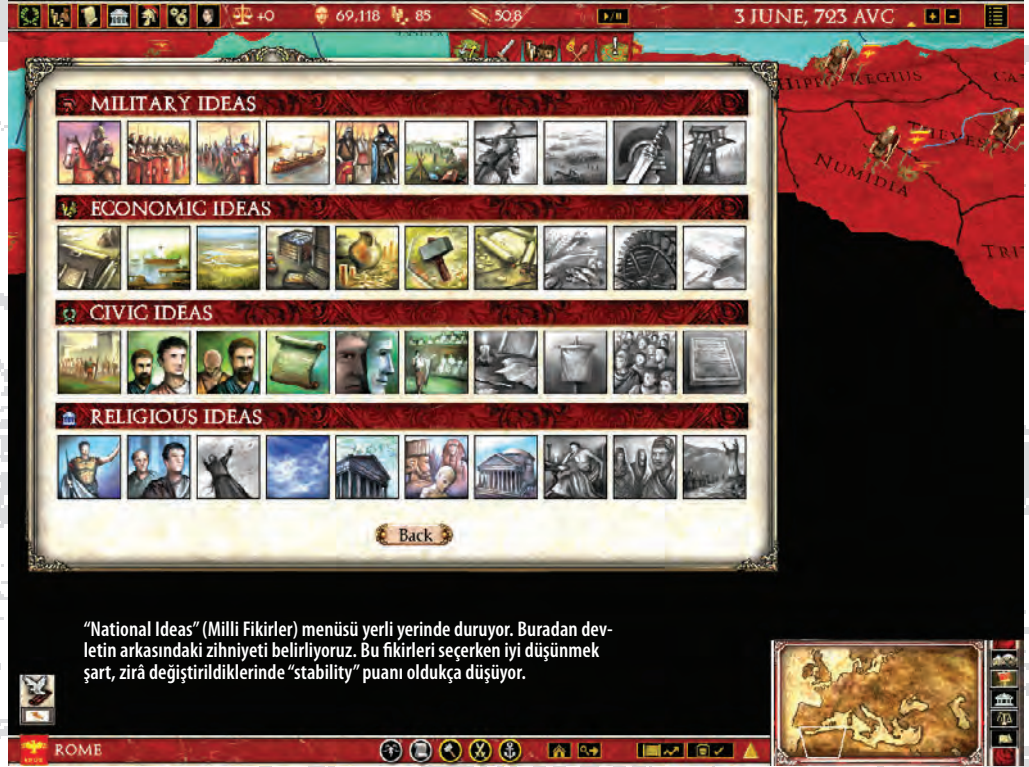 +0 69,118 85 50,8 3 JUNE, 723 AVC
HIPPO REGIUS
THEVESTE
NUMIDIA
MILITARY IDEAS
ECONOMIC IDEAS
CIVIC IDEAS
RELIGIOUS IDEAS
Back
“National Ideas” (Milli Fikirler) menüsü yerli yerinde duruyor. Buradan dev-
letin arkasındaki zihniyeti belirliyoruz. Bu fikirleri seçerken iyi düşünmek
şart, zirâ değiştirildiklerinde “stability” puanı oldukça düşüyor.
ROME